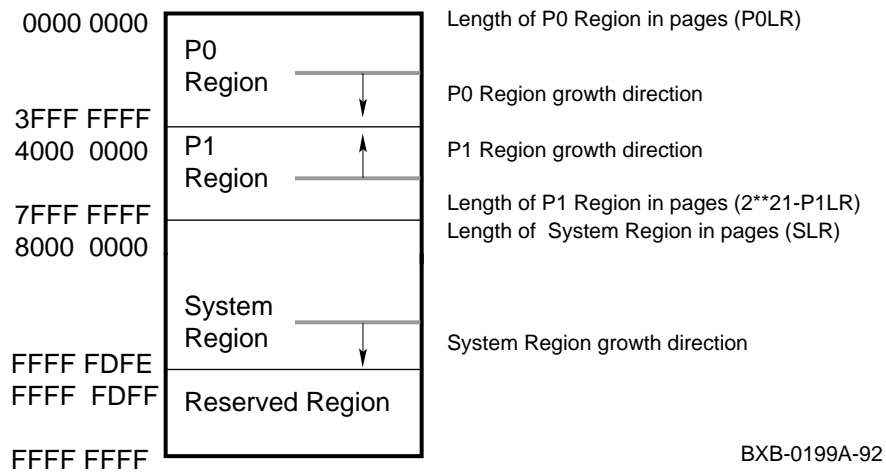 0000 0000
Length of P0 Region in pages (P0LR)
P0
Region
P0 Region growth direction
3FFF FFFF
4000 0000
P1
Region
P1 Region growth direction
Length of P1 Region in pages (2**21-P1LR)
7FFF FFFF
8000 0000
Length of System Region in pages (SLR)
System
Region
System Region growth direction
FFFF FDFE
FFFF FDFF
Reserved Region
FFFF FFFF
BXB-0199A-92